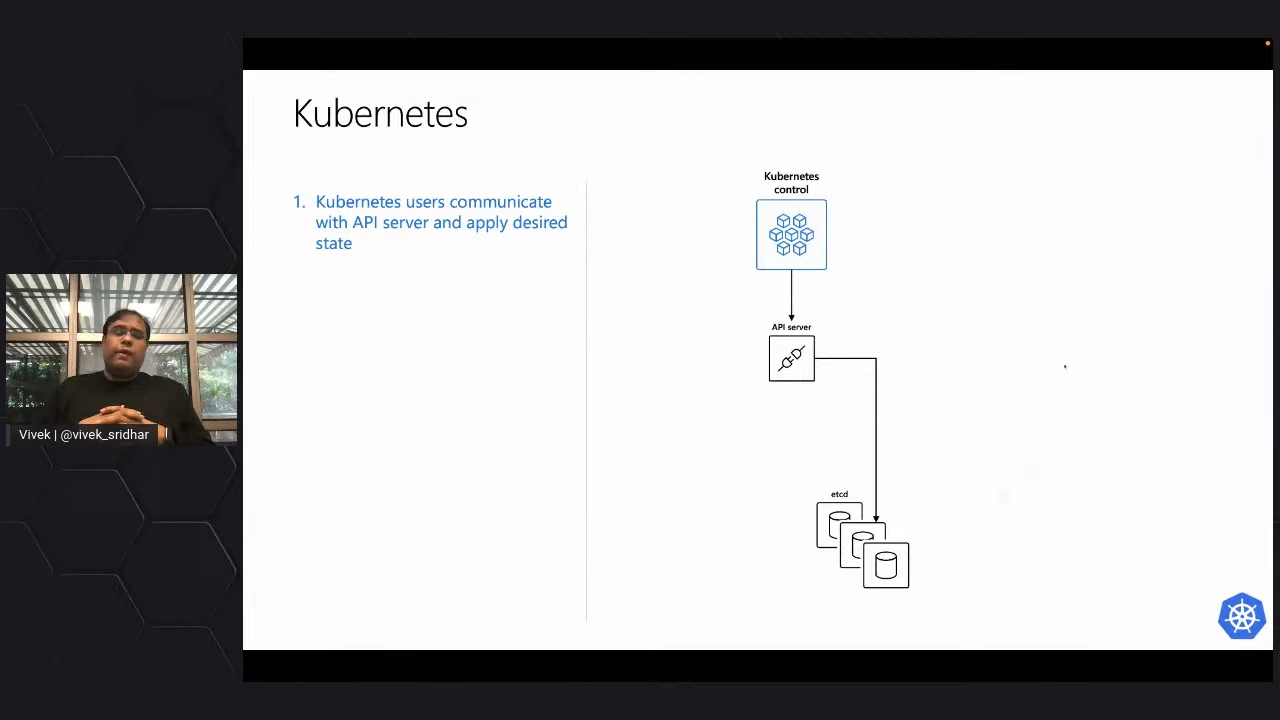 Kubernetes
1. Kubernetes users communicate
with API server and apply desired
state
Kubernetes
control
API server
etcd
Vivek | @vivek_sridhar